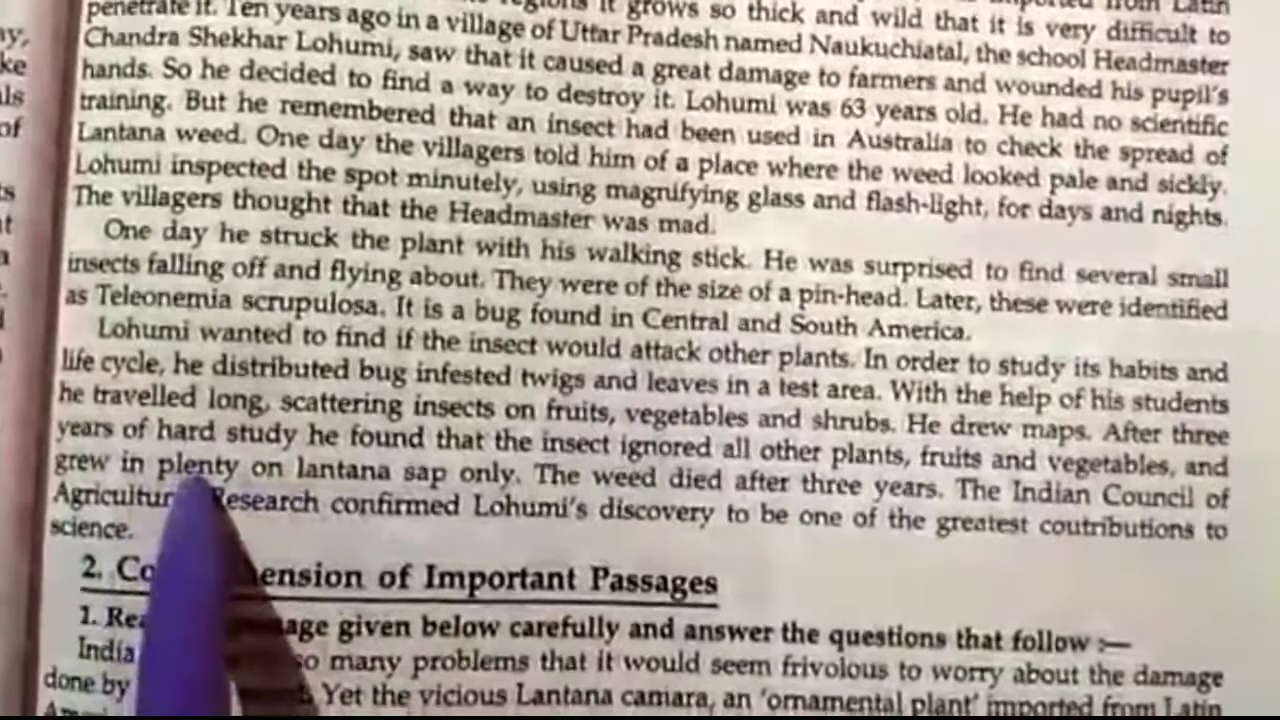 penetrate it. Ten years ago in a village of Uttar Pradesh named Naukuchiatal, the school Headmaster
regions it grows so thick and wild that it is very difficult to
Chandra Shekhar Lohumi, saw that it caused a great damage to farmers and wounded his pupil's
hands. So he decided to find a way to destroy it. Lohumi was 63 years old. He had no scientific
training. But he remembered that an insect had been used in Australia to check the spread of
Lantana weed. One day the villagers told him of a place where the weed looked pale and sickly.
Lohumi inspected the spot minutely, using magnifying glass and flash-light, for days and nights.
The villagers thought that the Headmaster was mad.
One day he struck the plant with his walking stick. He was surprised to find several small
insects falling off and flying about. They were of the size of a pin-head. Later, these were identified
as Teleonemia scrupulosa. It is a bug found in Central and South America.
Lohumi wanted to find if the insect would attack other plants. In order to study its habits and
life cycle, he distributed bug infested twigs and leaves in a test area. With the help of his students
he travelled long, scattering insects on fruits, vegetables and shrubs. He drew maps. After three
years of hard study he found that the insect ignored all other plants, fruits and vegetables, and
grew in plenty on lantana sap only. The weed died after three years. The Indian Council of
Research confirmed Lohumi's discovery to be one of the greatest coutributions to
science.
2. of Important Passages
1. given below carefully and answer the questions that follow :—
India so many problems that it would seem frivolous to worry about the damage
done by Yet the vicious Lantana camara, an 'ornamental plant' imported from Latin